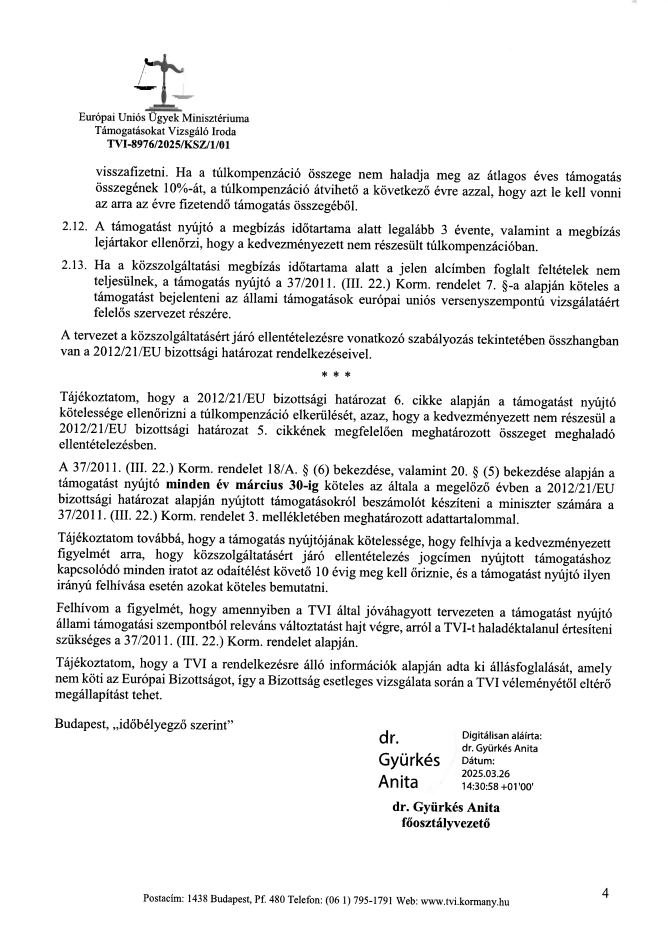 Európai Uniós Ügyek Minisztériuma
Támogatásokat Vizsgáló Iroda
TVI-8976/2025/KSZ/1/01
visszafizetni. Ha a túlkompenzáció összege nem haladja meg az átlagos éves támogatás
összegének 10%-át, a túlkompenzáció átvihető a következő évre azzal, hogy azt le kell vonni
az arra az évre fizetendő támogatás összegéből.
2.12. A támogatást nyújtó a megbízás időtartama alatt legalább 3 évente, valamint a megbízás
lejártakor ellenőrzi, hogy a kedvezményezett nem részesült túlkompenzációban.
2.13. Ha a közszolgáltatási megbízás időtartama alatt a jelen alcímben foglalt feltételek nem
teljesülnek, a támogatás nyújtó a 37/2011. (III. 22.) Korm. rendelet 7. §-a alapján köteles a
támogatást bejelenteni az állami támogatások európai uniós versenyszempontú vizsgálatáért
felelős szervezet részére.
A tervezet a közszolgáltatásért járó ellentételezésre vonatkozó szabályozás tekintetében összhangban
van a 2012/21/EU bizottsági határozat rendelkezéseivel.
* * *
Tájékoztatom, hogy a 2012/21/EU bizottsági határozat 6. cikke alapján a támogatást nyújtó
kötelessége ellenőrizni a túlkompenzáció elkerülését, azaz, hogy a kedvezményezett nem részesül a
2012/21/EU bizottsági határozat 5. cikkének megfelelően meghatározott összeget meghaladó
ellentételezésben.
A 37/2011. (III. 22.) Korm. rendelet 18/A. § (6) bekezdése, valamint 20. § (5) bekezdése alapján a
támogatást nyújtó minden év március 30-ig köteles az általa a megelőző évben a 2012/21/EU
bizottsági határozat alapján nyújtott támogatásokról beszámolót készíteni a miniszter számára a
37/2011. (III. 22.) Korm. rendelet 3. mellékletében meghatározott adattartalommal.
Tájékoztatom továbbá, hogy a támogatás nyújtójának kötelessége, hogy felhívja a kedvezményezett
figyelmét arra, hogy közszolgáltatásért járó ellentételezés jogcímen nyújtott támogatáshoz
kapcsolódó minden iratot az odaítélést követő 10 évig meg kell őriznie, és a támogatást nyújtó ilyen
irányú felhívása esetén azokat köteles bemutatni.
Felhívom a figyelmét, hogy amennyiben a TVI által jóváhagyott tervezeten a támogatást nyújtó
állami támogatási szempontból releváns változtatást hajt végre, arról a TVI-t haladéktalanul értesíteni
szükséges a 37/2011. (III. 22.) Korm. rendelet alapján.
Tájékoztatom, hogy a TVI a rendelkezésre álló információk alapján adta ki állásfoglalását, amely
nem köti az Európai Bizottságot, így a Bizottság esetleges vizsgálata során a TVI véleményétől eltérő
megállapítást tehet.
Budapest, „időbélyegző szerint”
dr.
Gyürkés
Anita
Digitálisan aláírta:
dr. Gyürkés Anita
Dátum:
2025.03.26
14:30:58 +01'00'
dr. Gyürkés Anita
főosztályvezető
Postacím: 1438 Budapest, Pf. 480 Telefon: (06 1) 795-1791 Web: www.tvi.kormany.hu
4